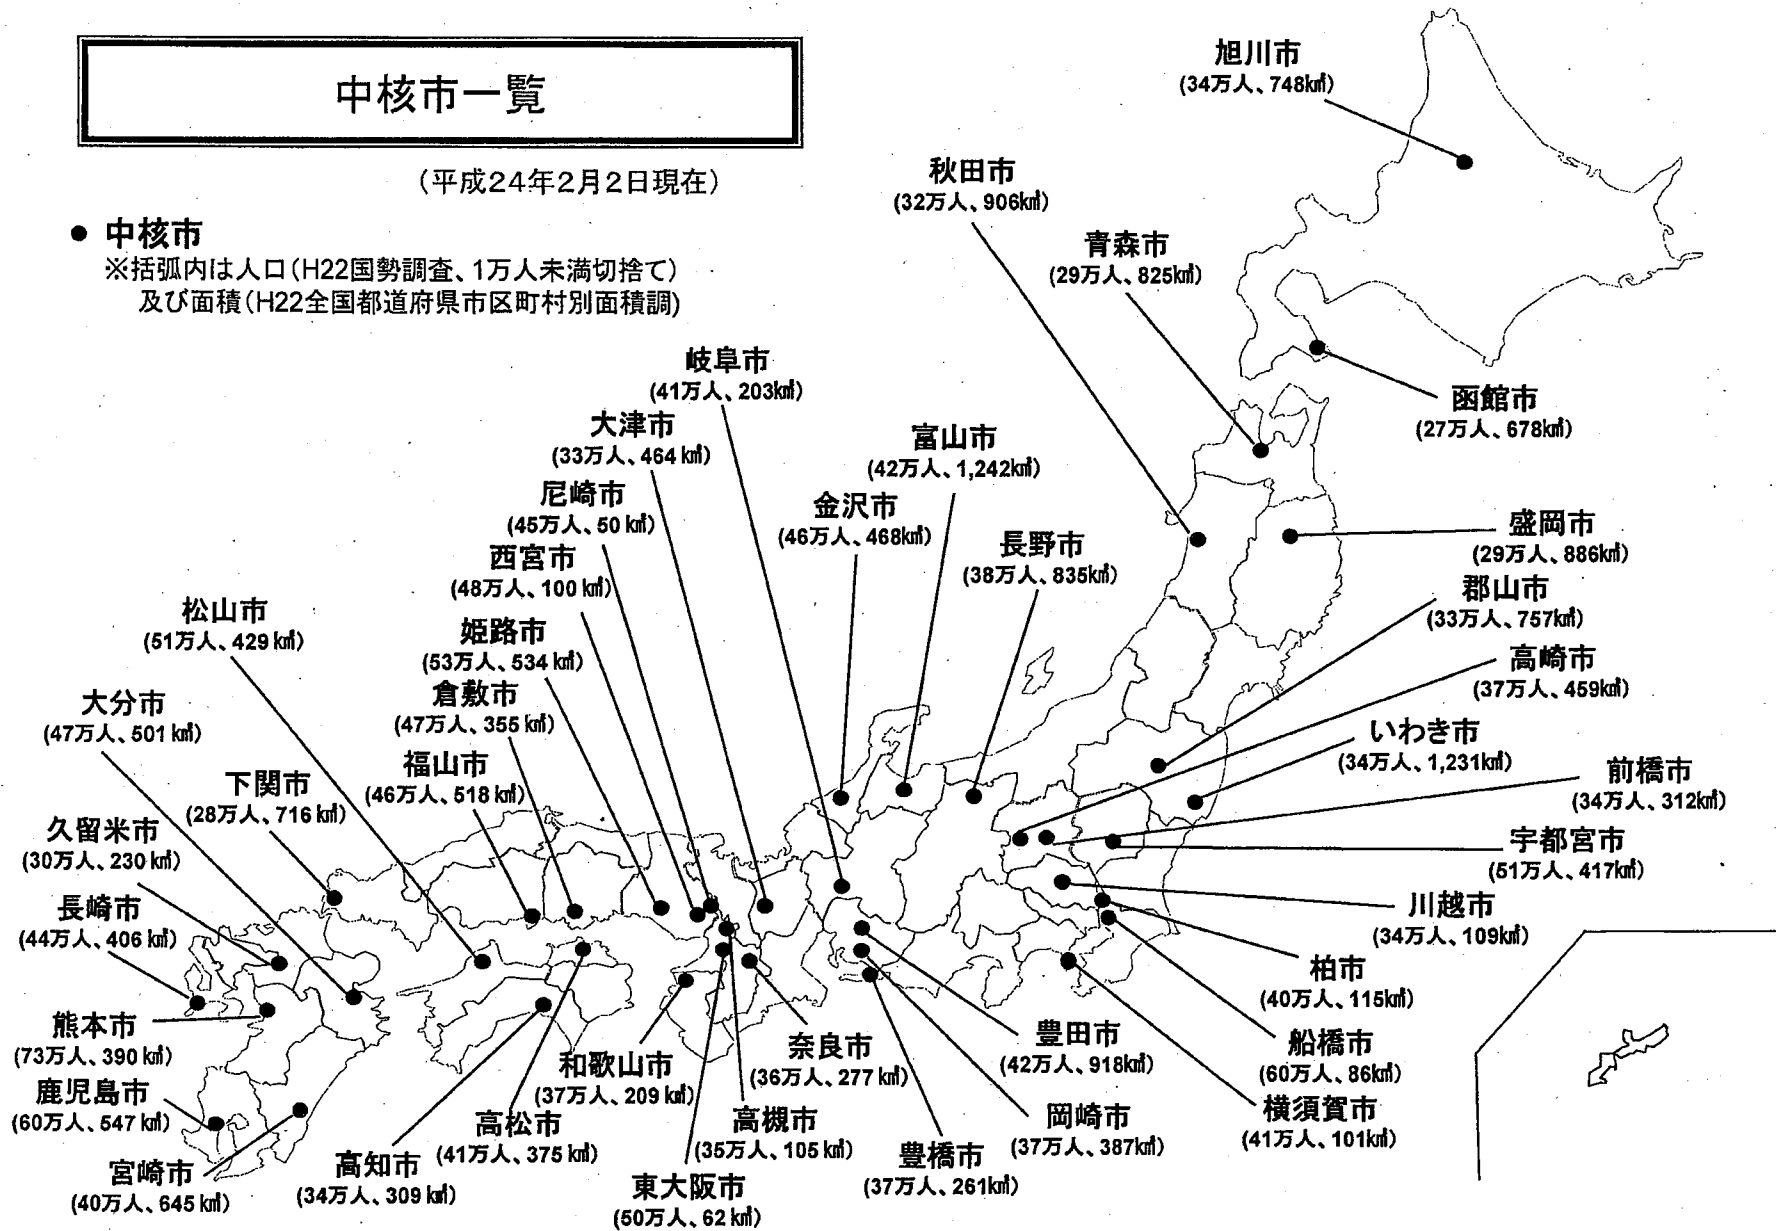 中核市一覧
（平成24年2月2日現在）
● 中核市
※括弧内は人口（H22国勢調査、1万人未満切捨て）
及び面積（H22全国都道府県市区町村別面積調)
旭川市
(34万人、748k㎡)
秋田市
(32万人、906k㎡)
青森市
(29万人、825k㎡)
函館市
(27万人、678k㎡)
岐阜市
(41万人、203k㎡)
大津市
(33万人、464k㎡)
富山市
(42万人、1,242k㎡)
尼崎市
(45万人、50k㎡)
金沢市
(46万人、468k㎡)
長野市
(38万人、835k㎡)
盛岡市
(29万人、886k㎡)
西宮市
(48万人、100k㎡)
郡山市
(33万人、757k㎡)
松山市
(51万人、429k㎡)
姫路市
(53万人、534k㎡)
高崎市
(37万人、459k㎡)
倉敷市
(47万人、355k㎡)
大分市
(47万人、501k㎡)
いわき市
(34万人、1,231k㎡)
福山市
(46万人、518k㎡)
前橋市
(34万人、312k㎡)
下関市
(28万人、716k㎡)
久留米市
(30万人、230k㎡)
宇都宮市
(51万人、417k㎡)
長崎市
(44万人、406k㎡)
川越市
(34万人、109k㎡)
柏市
(40万人、115k㎡)
熊本市
(73万人、390k㎡)
豊田市
(42万人、918k㎡)
船橋市
(60万人、86k㎡)
奈良市
(36万人、277k㎡)
和歌山市
(37万人、209k㎡)
鹿児島市
(60万人、547k㎡)
横須賀市
(41万人、101k㎡)
岡崎市
(37万人、387k㎡)
高槻市
(35万人、105k㎡)
高松市
(41万人、375k㎡)
豊橋市
(37万人、261k㎡)
高知市
(34万人、309k㎡)
宮崎市
(40万人、645k㎡)
東大阪市
(50万人、62k㎡)